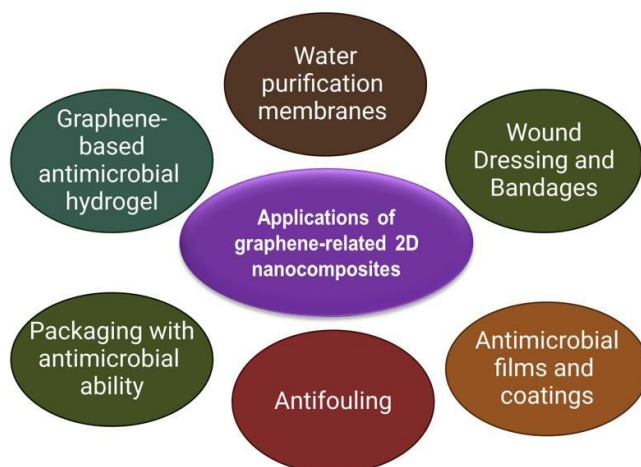 Water
purification
membranes
Graphene-
based
antimicrobial
hydrogel
Wound
Dressing and
Bandages
Applications of
graphene-related 2D
nanocomposites
Packaging with
antimicrobial
ability
Antifouling
Antimicrobial
films and
coatings